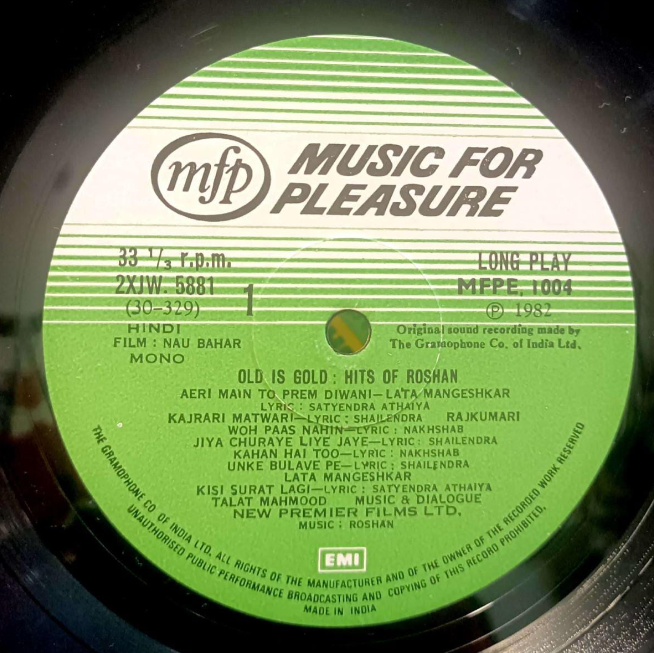 mfp
MUSIC FOR
PLEASURE
33 1/3 r.p.m.
2XJW. 5881
(30-329)
1
HINDI
FILM : NAU BAHAR
MONO
LONG PLAY
MFPE. 1004
Ⓟ 1982
Original sound recording made by
The Gramophone Co. of India Ltd.
OLD IS GOLD : HITS OF ROSHAN
AERI MAIN TO PREM DIWANI—LATA MANGESHKAR
LYRIC : SATYENDRA ATHAIYA
KAJRARI MATWARI—LYRIC : SHAILENDRA RAJKUMARI
WOH PAAS NAHIN—LYRIC : NAKHSHAB
JIYA CHURAYE LIYE JAYE—LYRIC : SHAILENDRA
KAHAN HAI TOO—LYRIC : NAKHSHAB
UNKE BULAVE PE—LYRIC : SHAILENDRA
LATA MANGESHKAR
KISI SURAT LAGI—LYRIC : SATYENDRA ATHAIYA
TALAT MAHMOOD MUSIC & DIALOGUE
NEW PREMIER FILMS LTD.
MUSIC : ROSHAN
EMI
THE GRAMOPHONE CO. OF INDIA LTD. ALL RIGHTS OF THE MANUFACTURER AND OF THE OWNER OF THE RECORDED WORK RESERVED
UNAUTHORISED PUBLIC PERFORMANCE BROADCASTING AND COPYING OF THIS RECORD PROHIBITED.
MADE IN INDIA